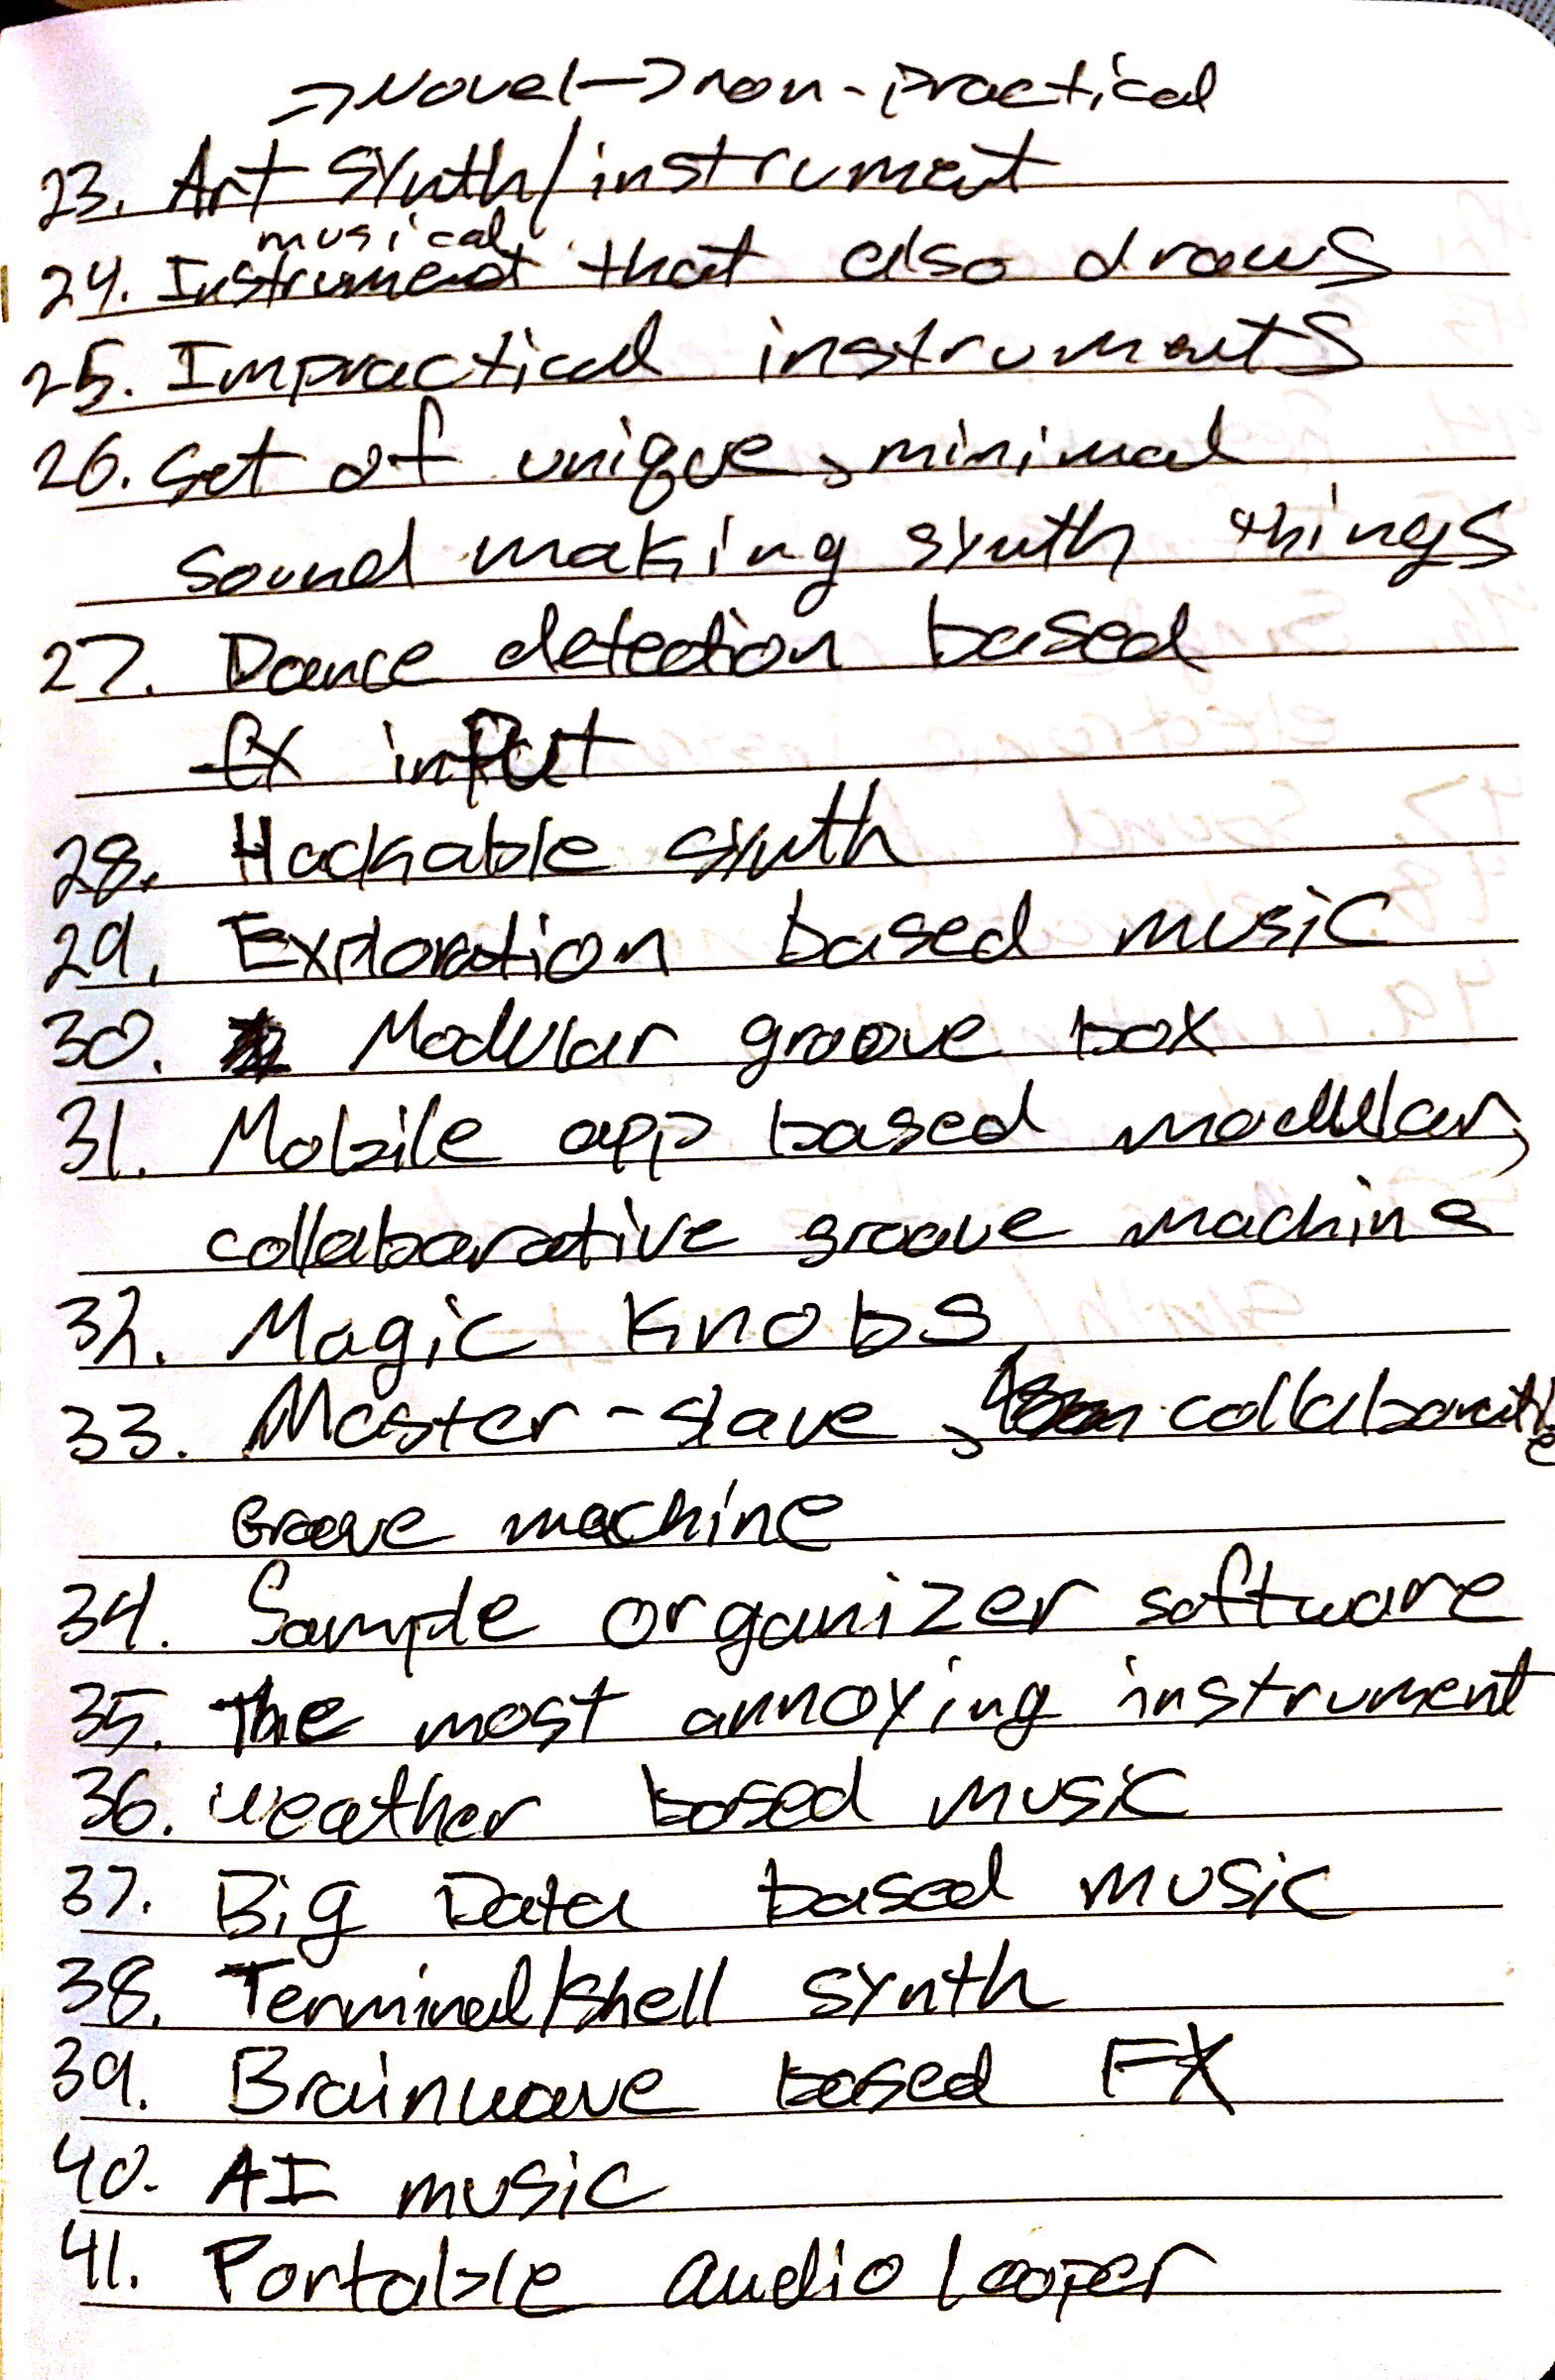 →Novel→non-practical
23. Art synth/instrument
musical
24. Instrument that also draws
25. Impractical instruments
26. Set of unique, minimal
sound making synth things
27. Dance detection based
fx input
28. Hackable synth
29. Exploration based music
30. Modular groove box
31. Mobile app based modular,
collabarative groove machine
32. Magic Knobs
33. Master-slave, collabarative
Groove machine
34. Sample organizer software
35. The most annoying instrument
36. weather based music
37. Big Data based music
38. Terminal/shell synth
39. Brainwave based FX
40. AI music
41. Portable audio looper